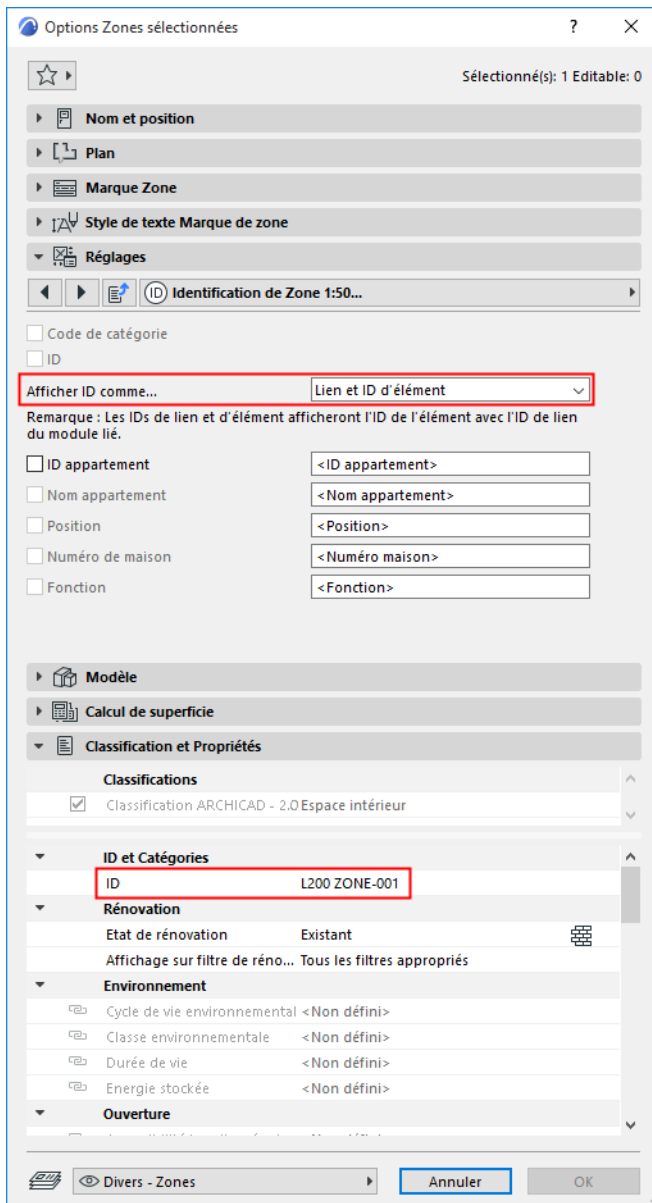 Options Zones sélectionnées ?
Sélectionné(s): 1 Editable: 0
Nom et position
Plan
Marque Zone
Style de texte Marque de zone
Réglages
ID Identification de Zone 1:50...
Code de catégorie
ID
Afficher ID comme... Lien et ID d'élément
Remarque : Les IDs de lien et d'élément afficheront l'ID de l'élément avec l'ID de lien
du module lié.
ID appartement <ID appartement>
Nom appartement <Nom appartement>
Position <Position>
Numéro de maison <Numéro maison>
Fonction <Fonction>
Modèle
Calcul de superficie
Classification et Propriétés
Classifications
Classification ARCHICAD - 2.0 Espace intérieur
ID et Catégories
ID L200 ZONE-001
Rénovation
Etat de rénovation Existant
Affichage sur filtre de réno... Tous les filtres appropriés
Environnement
Cycle de vie environnemental <Non défini>
Classe environnementale <Non défini>
Durée de vie <Non défini>
Energie stockée <Non défini>
Ouverture
Divers - Zones Annuler OK